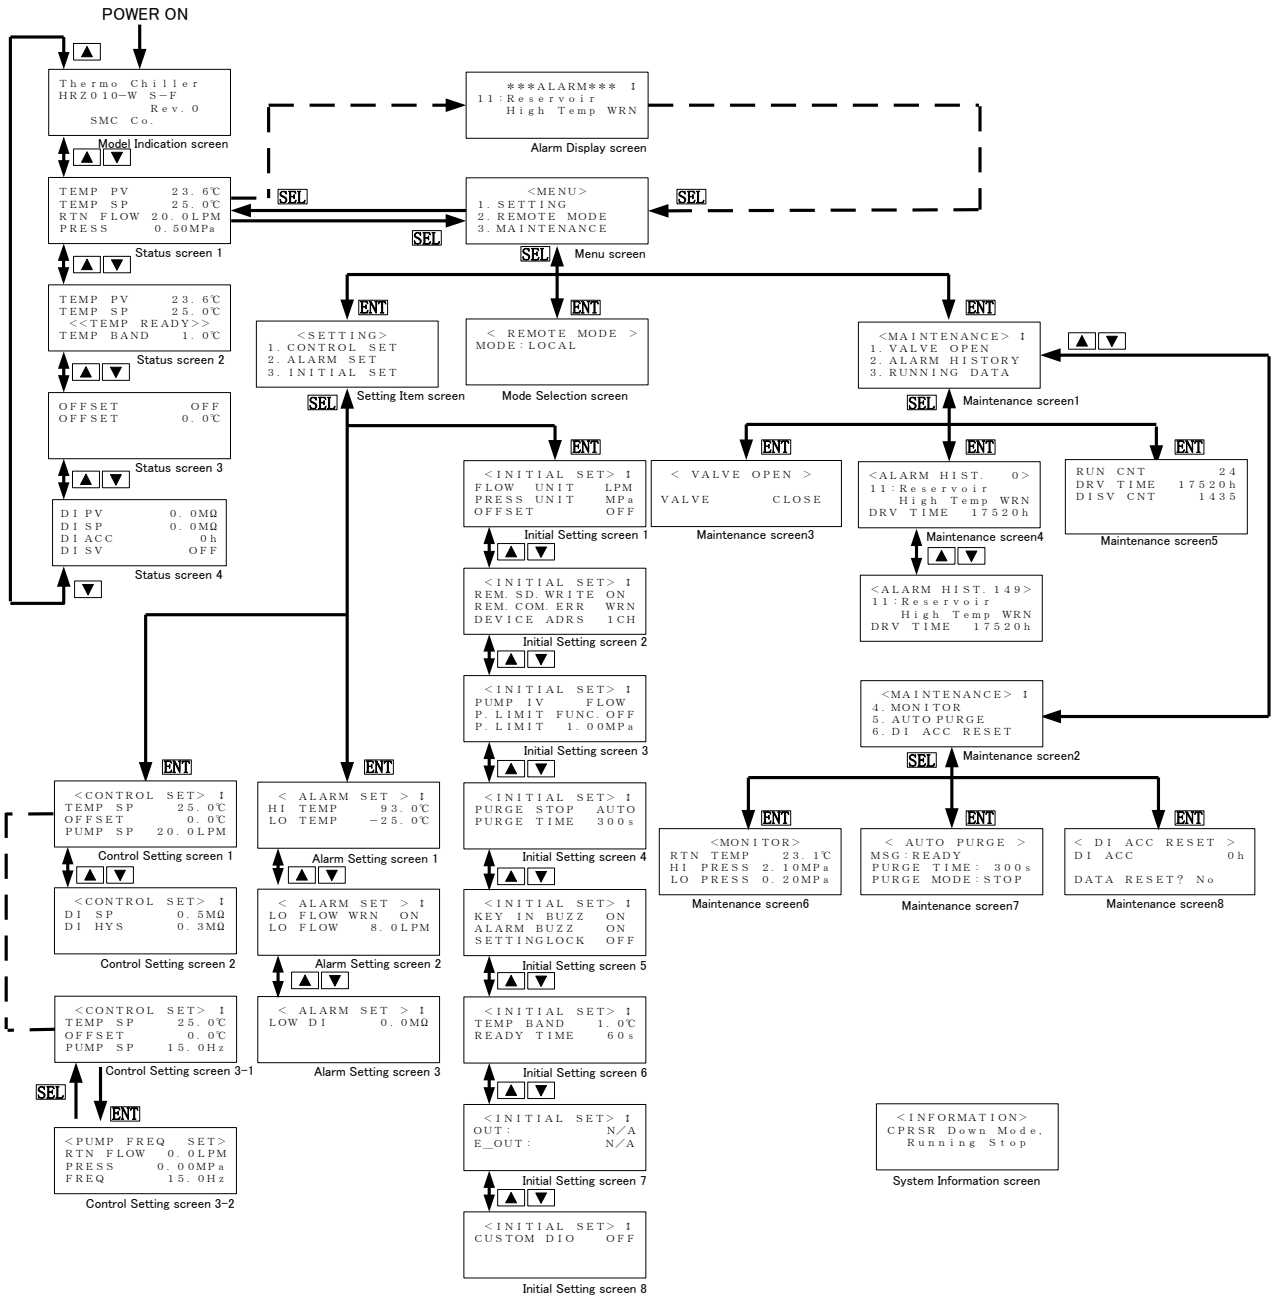 POWER ON
▲
Thermo Chiller
HRZ010-W S-F
Rev. 0
SMC Co.
Model Indication screen
▲ ▼
TEMP PV 23. 6℃
TEMP SP 25. 0℃
RTN FLOW 20. 0LPM
PRESS 0. 50MPa
Status screen 1
▲ ▼
TEMP PV 23. 6℃
TEMP SP 25. 0℃
<<TEMP READY>>
TEMP BAND 1. 0℃
Status screen 2
▲ ▼
OFFSET OFF
OFFSET 0. 0℃
Status screen 3
▲ ▼
DI PV 0. 0MΩ
DI SP 0. 0MΩ
DI ACC 0h
DI SV OFF
Status screen 4
▼
***ALARM*** ↕
11:Reservoir
High Temp WRN
Alarm Display screen
SEL
SEL
SEL
<MENU>
1. SETTING
2. REMOTE MODE
3. MAINTENANCE
Menu screen
SEL
ENT
ENT
ENT
<SETTING>
1. CONTROL SET
2. ALARM SET
3. INITIAL SET
Setting Item screen
SEL
< REMOTE MODE >
MODE:LOCAL
Mode Selection screen
<MAINTENANCE> ↕
1. VALVE OPEN
2. ALARM HISTORY
3. RUNNING DATA
Maintenance screen1
▲ ▼
SEL
ENT
ENT
ENT
ENT
<INITIAL SET> ↕
FLOW UNIT LPM
PRESS UNIT MPa
OFFSET OFF
Initial Setting screen 1
▲ ▼
< VALVE OPEN >
VALVE CLOSE
Maintenance screen3
<ALARM HIST. 0>
11:Reservoir
High Temp WRN
DRV TIME 17520h
Maintenance screen4
▲ ▼
RUN CNT 24
DRV TIME 17520h
DISV CNT 1435
Maintenance screen5
<ALARM HIST. 149>
11:Reservoir
High Temp WRN
DRV TIME 17520h
<INITIAL SET> ↕
REM. SD. WRITE ON
REM. COM. ERR WRN
DEVICE ADRS 1CH
Initial Setting screen 2
▲ ▼
<INITIAL SET> ↕
PUMP IV FLOW
P. LIMIT FUNC. OFF
P. LIMIT 1. 00MPa
Initial Setting screen 3
▲ ▼
<MAINTENANCE> ↕
4. MONITOR
5. AUTO PURGE
6. DI ACC RESET
Maintenance screen2
SEL
ENT
ENT
ENT
ENT
ENT
<CONTROL SET> ↕
TEMP SP 25. 0℃
OFFSET 0. 0℃
PUMP SP 20. 0LPM
Control Setting screen 1
▲ ▼
< ALARM SET > ↕
HI TEMP 93. 0℃
LO TEMP -25. 0℃
Alarm Setting screen 1
▲ ▼
<INITIAL SET> ↕
PURGE STOP AUTO
PURGE TIME 300s
Initial Setting screen 4
▲ ▼
<MONITOR>
RTN TEMP 23. 1℃
HI PRESS 2. 10MPa
LO PRESS 0. 20MPa
Maintenance screen6
< AUTO PURGE >
MSG:READY
PURGE TIME: 300s
PURGE MODE:STOP
Maintenance screen7
< DI ACC RESET >
DI ACC 0h
DATA RESET? No
Maintenance screen8
<CONTROL SET> ↕
DI SP 0. 5MΩ
DI HYS 0. 3MΩ
Control Setting screen 2
< ALARM SET > ↕
LO FLOW WRN ON
LO FLOW 8. 0LPM
Alarm Setting screen 2
▲ ▼
<INITIAL SET> ↕
KEY IN BUZZ ON
ALARM BUZZ ON
SETTINGLOCK OFF
Initial Setting screen 5
▲ ▼
<CONTROL SET> ↕
TEMP SP 25. 0℃
OFFSET 0. 0℃
PUMP SP 15. 0Hz
Control Setting screen 3-1
SEL
ENT
< ALARM SET > ↕
LOW DI 0. 0MΩ
Alarm Setting screen 3
<INITIAL SET> ↕
TEMP BAND 1. 0℃
READY TIME 60s
Initial Setting screen 6
▲ ▼
<PUMP FREQ SET>
RTN FLOW 0. 0LPM
PRESS 0. 00MPa
FREQ 15. 0Hz
Control Setting screen 3-2
<INITIAL SET> ↕
OUT: N/A
E_OUT: N/A
Initial Setting screen 7
▲ ▼
<INFORMATION>
CPRSR Down Mode,
Running Stop
System Information screen
<INITIAL SET> ↕
CUSTOM DIO OFF
Initial Setting screen 8